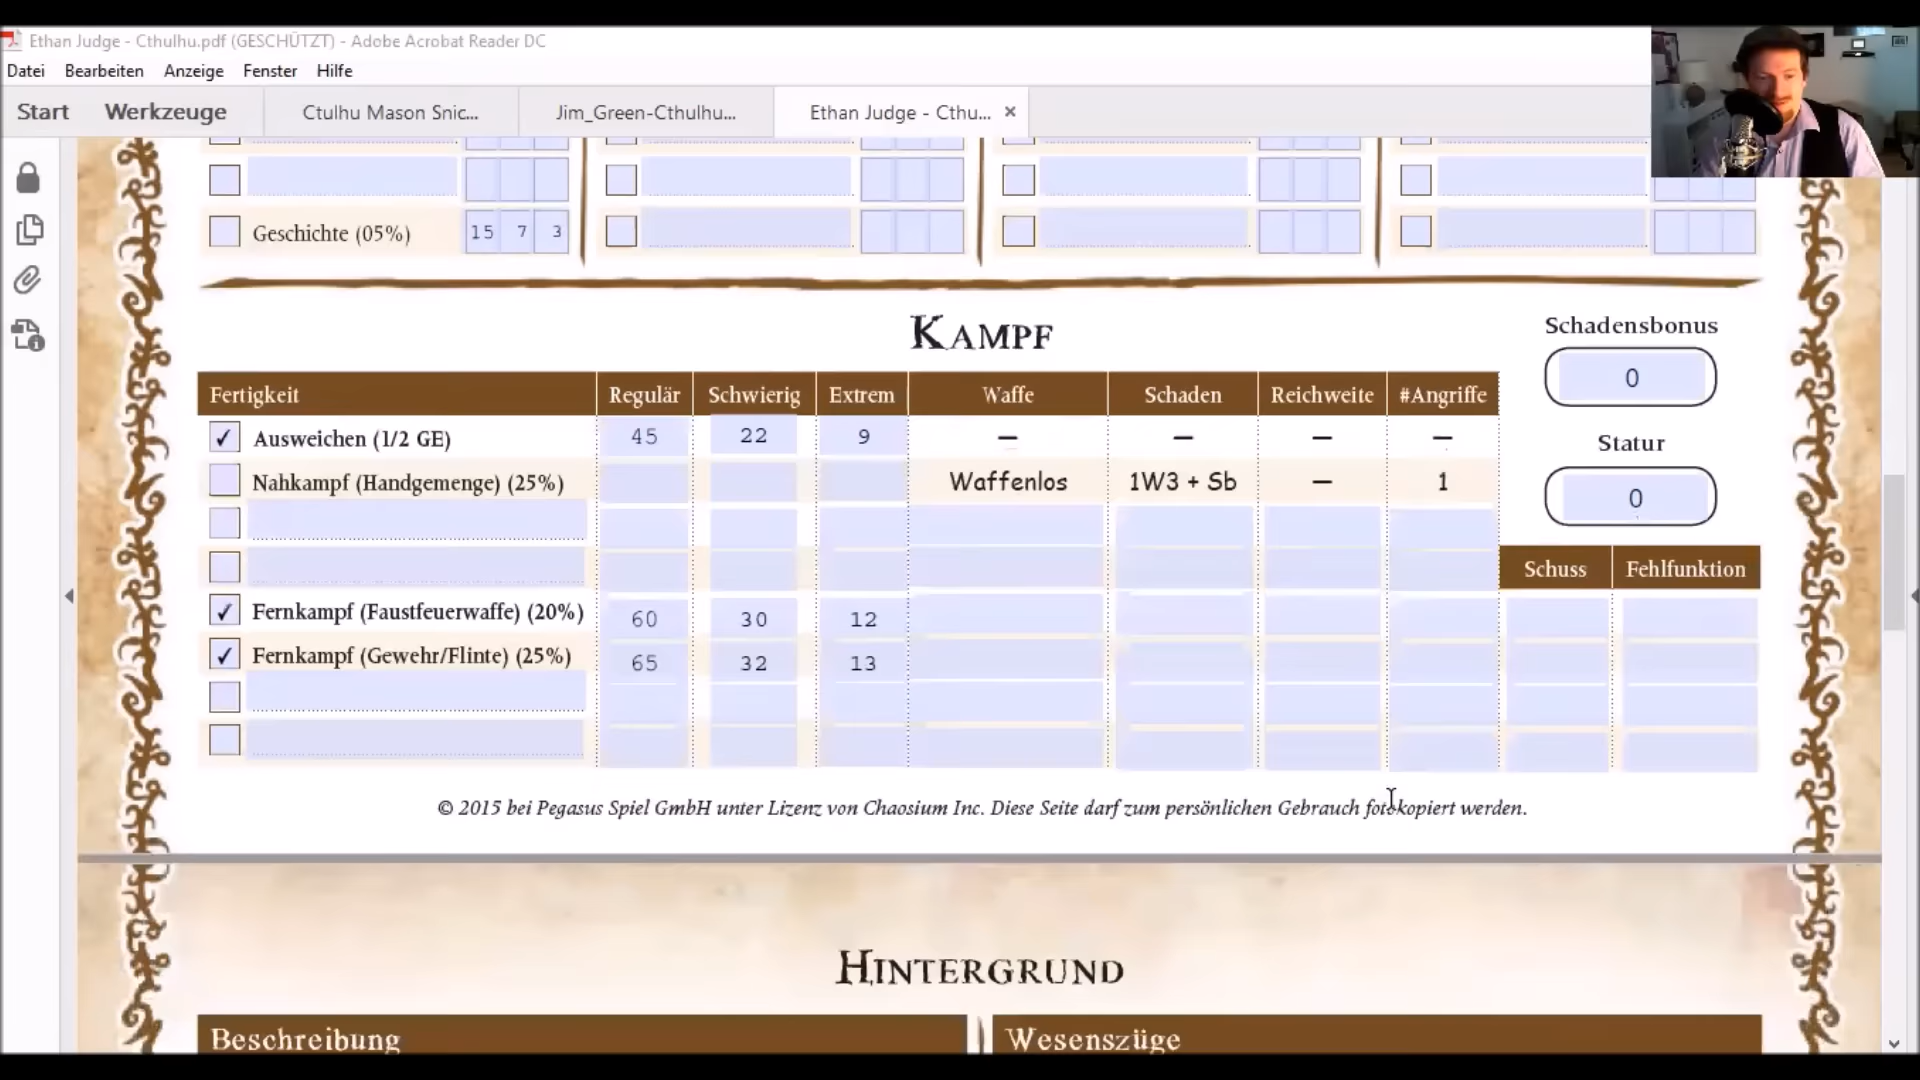 Ethan Judge - Cthulhu.pdf (GESCHÜTZT) - Adobe Acrobat Reader DC
Datei Bearbeiten Anzeige Fenster Hilfe
Start Werkzeuge Ctulhu Mason Snic... Jim_Green-Cthulhu... Ethan Judge - Cthu...
Geschichte (05%) 15 7 3
KAMPF
Schadensbonus
0
Statur
0
Fertigkeit Regulär Schwierig Extrem Waffe Schaden Reichweite #Angriffe
✓ Ausweichen (1/2 GE) 45 22 9 — — — —
Nahkampf (Handgemenge) (25%) Waffenlos 1W3 + Sb — 1
Schuss Fehlfunktion
✓ Fernkampf (Faustfeuerwaffe) (20%) 60 30 12
✓ Fernkampf (Gewehr/Flinte) (25%) 65 32 13
© 2015 bei Pegasus Spiel GmbH unter Lizenz von Chaosium Inc. Diese Seite darf zum persönlichen Gebrauch fotokopiert werden.
HINTERGRUND
Beschreibung Wesenszüge